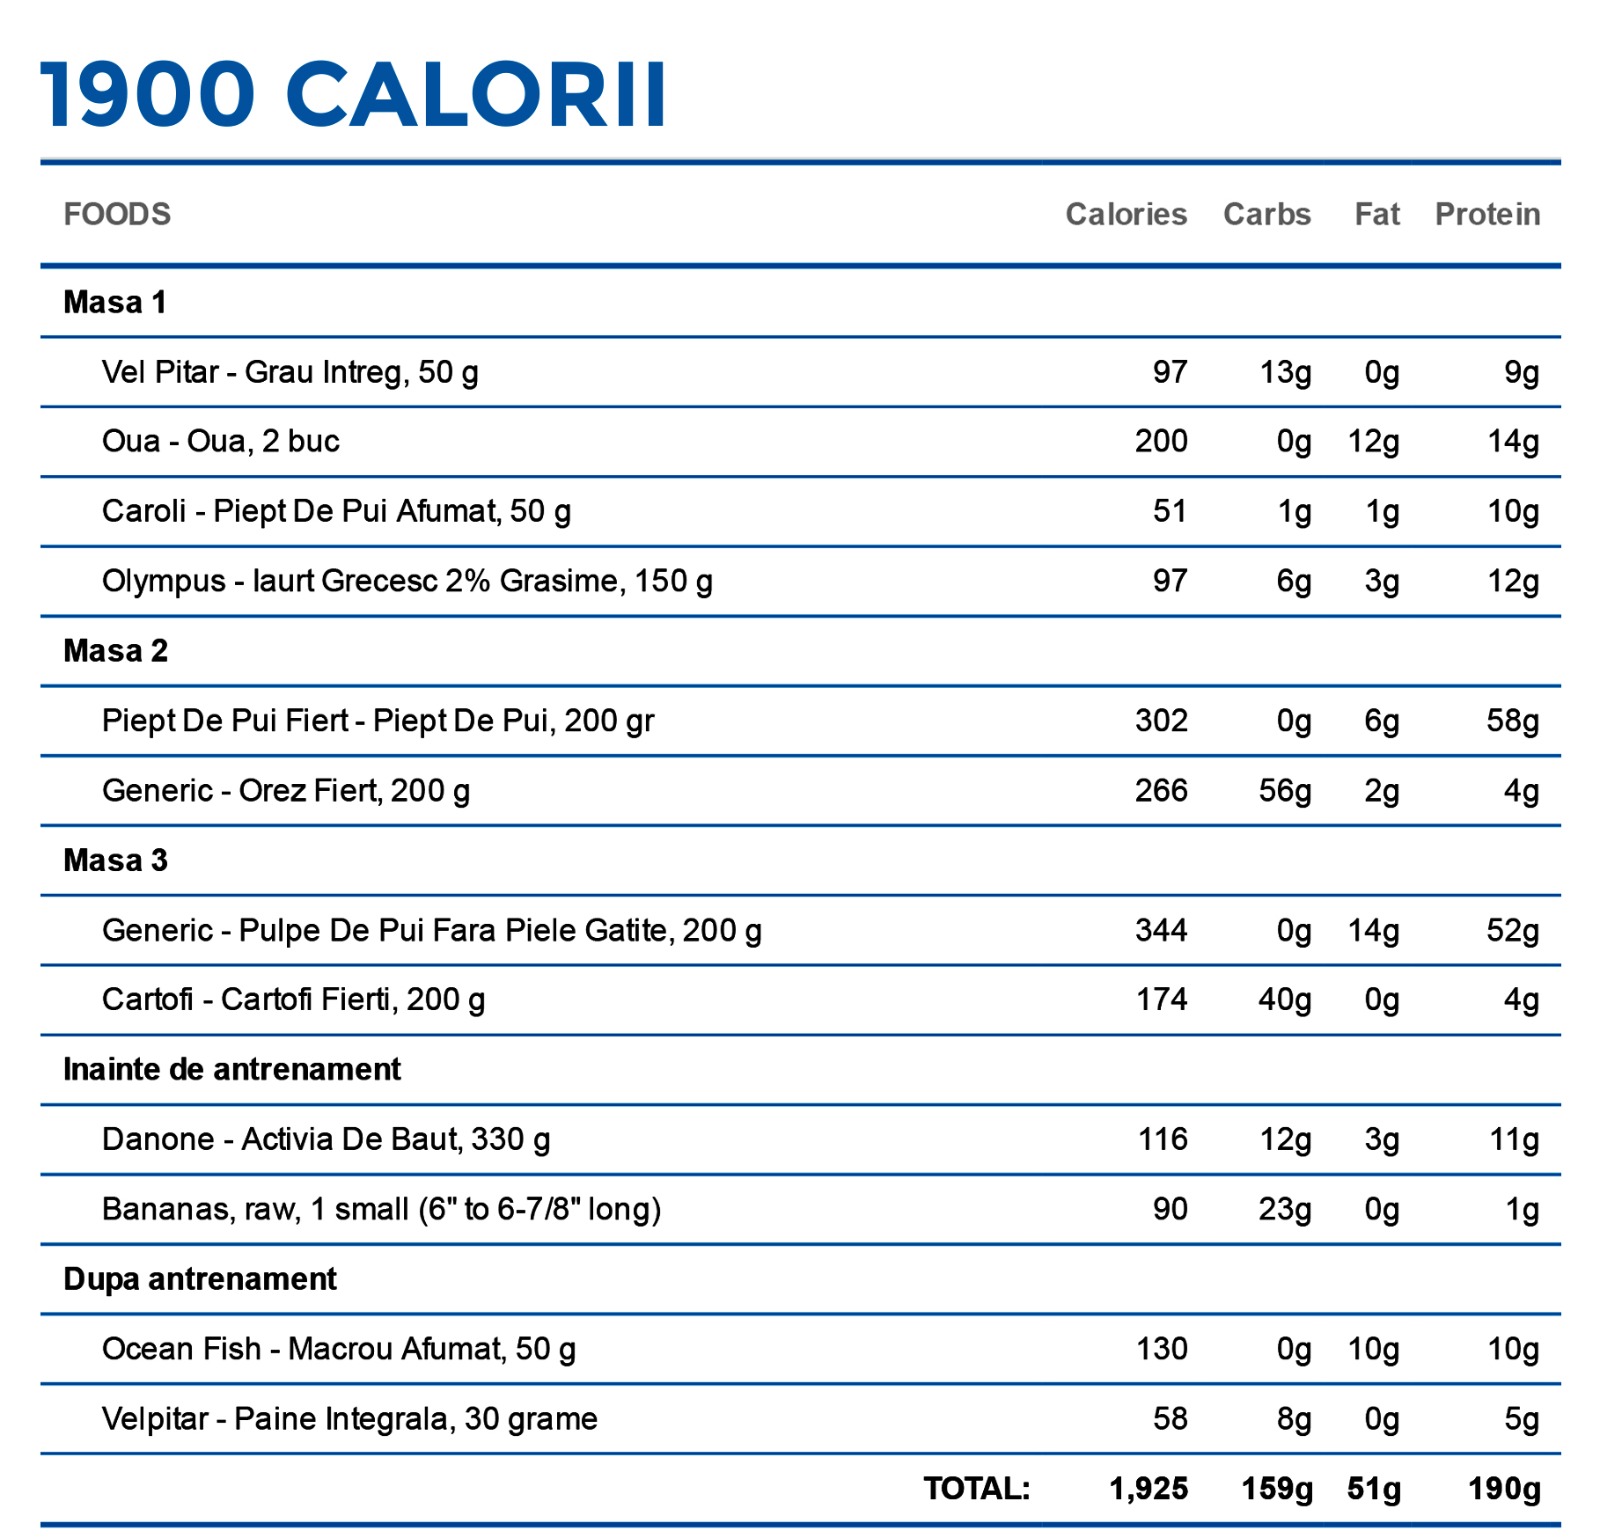 1900 CALORII
FOODS Calories Carbs Fat Protein
Masa 1
Vel Pitar - Grau Intreg, 50 g 97 13g 0g 9g
Oua - Oua, 2 buc 200 0g 12g 14g
Caroli - Piept De Pui Afumat, 50 g 51 1g 1g 10g
Olympus - Iaurt Grecesc 2% Grasime, 150 g 97 6g 3g 12g
Masa 2
Piept De Pui Fiert - Piept De Pui, 200 gr 302 0g 6g 58g
Generic - Orez Fiert, 200 g 266 56g 2g 4g
Masa 3
Generic - Pulpe De Pui Fara Piele Gatite, 200 g 344 0g 14g 52g
Cartofi - Cartofi Fierti, 200 g 174 40g 0g 4g
Inainte de antrenament
Danone - Activia De Baut, 330 g 116 12g 3g 11g
Bananas, raw, 1 small (6" to 6-7/8" long) 90 23g 0g 1g
Dupa antrenament
Ocean Fish - Macrou Afumat, 50 g 130 0g 10g 10g
Velpitar - Paine Integrala, 30 grame 58 8g 0g 5g
TOTAL: 1,925 159g 51g 190g